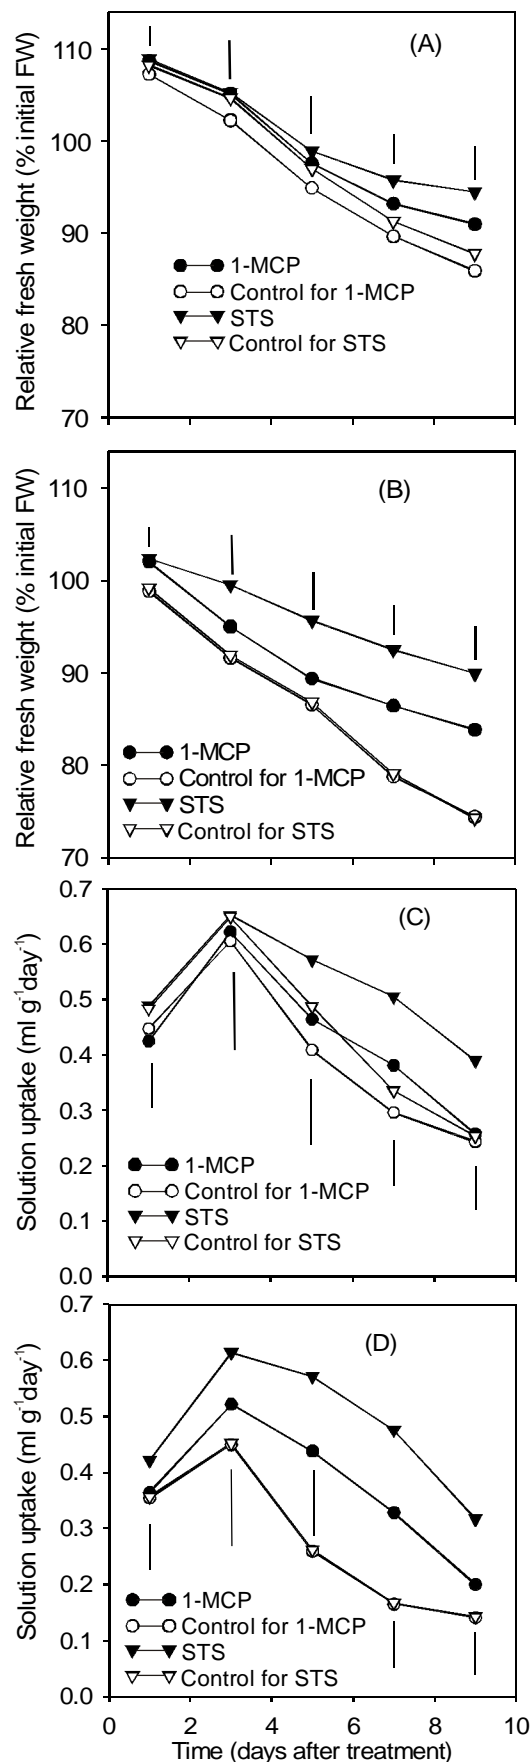 (A)
Relative fresh weight (% initial FW)
110
100
90
80
70
1-MCP
Control for 1-MCP
STS
Control for STS
(B)
Relative fresh weight (% initial FW)
110
100
90
80
70
1-MCP
Control for 1-MCP
STS
Control for STS
(C)
Solution uptake (ml g⁻¹day⁻¹)
0.7
0.6
0.5
0.4
0.3
0.2
0.1
0.0
1-MCP
Control for 1-MCP
STS
Control for STS
(D)
Solution uptake (ml g⁻¹day⁻¹)
0.7
0.6
0.5
0.4
0.3
0.2
0.1
0.0
1-MCP
Control for 1-MCP
STS
Control for STS
0 2 4 6 8 10
Time (days after treatment)